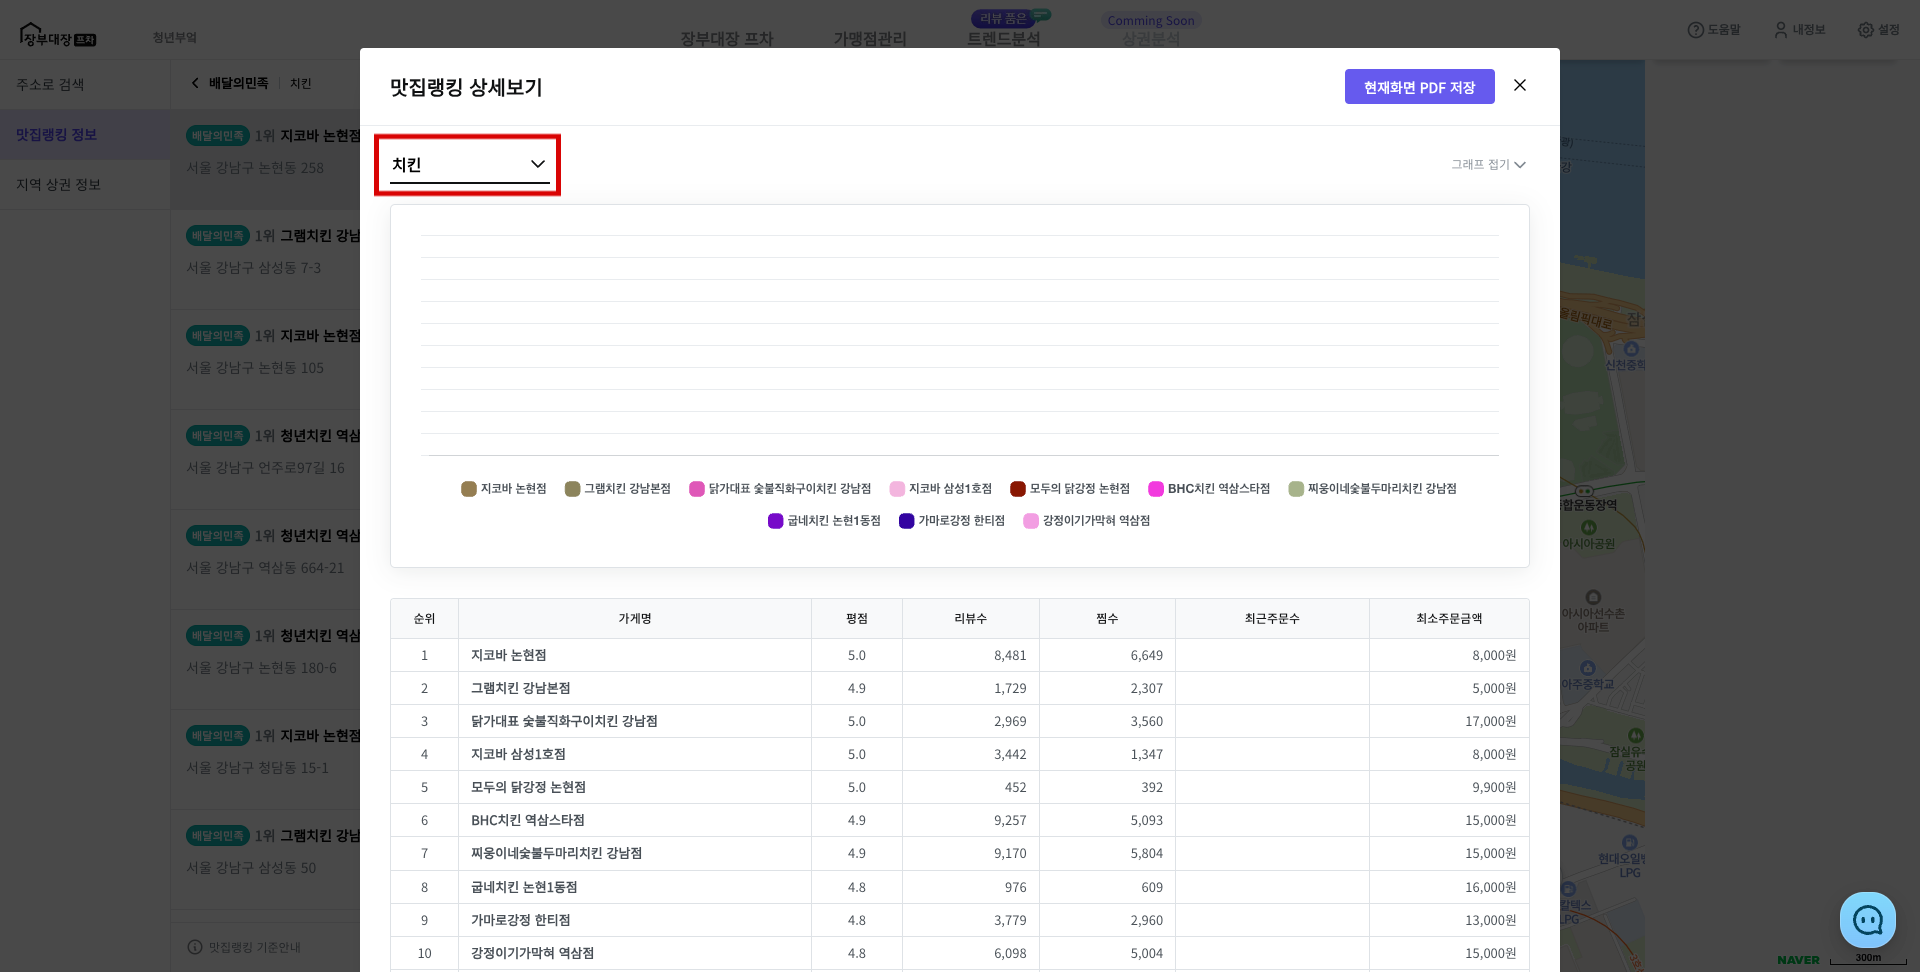 장부대장 프차
청년부엌
장부대장 프차
가맹점관리
리뷰 품은
트렌드분석
Comming Soon
상권분석
도움말
내정보
설정
주소로 검색
맛집랭킹 정보
지역 상권 정보
배달의민족 치킨
배달의민족 1위 지코바 논현점
서울 강남구 논현동 258
배달의민족 1위 그램치킨 강남
서울 강남구 삼성동 7-3
배달의민족 1위 지코바 논현점
서울 강남구 논현동 105
배달의민족 1위 청년치킨 역삼
서울 강남구 언주로97길 16
배달의민족 1위 청년치킨 역삼
서울 강남구 역삼동 664-21
배달의민족 1위 청년치킨 역삼
서울 강남구 논현동 180-6
배달의민족 1위 지코바 논현점
서울 강남구 청담동 15-1
배달의민족 1위 그램치킨 강남
서울 강남구 삼성동 50
맛집랭킹 기준안내
맛집랭킹 상세보기
현재화면 PDF 저장
치킨
그래프 접기
지코바 논현점 그램치킨 강남본점 닭가대표 숯불직화구이치킨 강남점 지코바 삼성1호점 모두의 닭강정 논현점 BHC치킨 역삼스타점 찌웅이네숯불두마리치킨 강남점
굽네치킨 논현1동점 가마로강정 한티점 강정이기가막혀 역삼점
순위 가게명 평점 리뷰수 찜수 최근주문수 최소주문금액
1 지코바 논현점 5.0 8,481 6,649 8,000원
2 그램치킨 강남본점 4.9 1,729 2,307 5,000원
3 닭가대표 숯불직화구이치킨 강남점 5.0 2,969 3,560 17,000원
4 지코바 삼성1호점 5.0 3,442 1,347 8,000원
5 모두의 닭강정 논현점 5.0 452 392 9,900원
6 BHC치킨 역삼스타점 4.9 9,257 5,093 15,000원
7 찌웅이네숯불두마리치킨 강남점 4.9 9,170 5,804 15,000원
8 굽네치킨 논현1동점 4.8 976 609 16,000원
9 가마로강정 한티점 4.8 3,779 2,960 13,000원
10 강정이기가막혀 역삼점 4.8 6,098 5,004 15,000원
강
올림픽대로
잠
신천중학
종합운동장역
아시아공원
아시아선수촌
아파트
아주중학교
잠실유수
공원
현대오일뱅
LPG
칼텍스
LPG
NAVER
300m